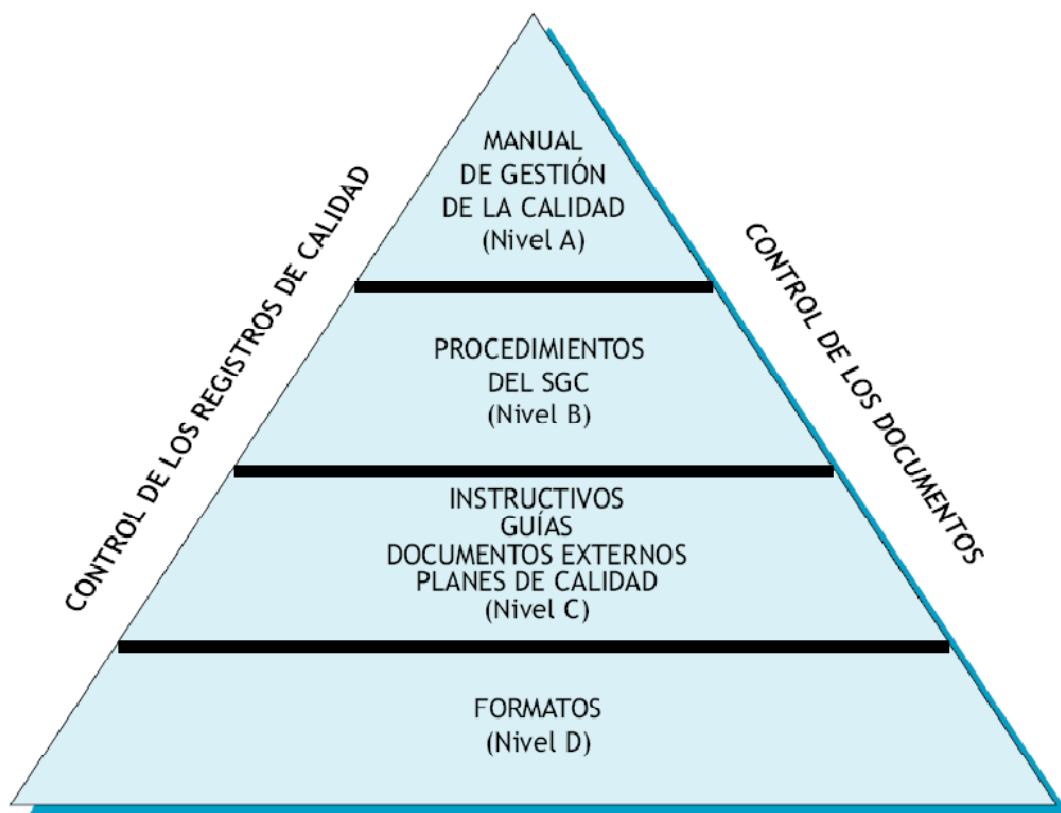 MANUAL
DE GESTIÓN
DE LA CALIDAD
(Nivel A)
CONTROL DE LOS REGISTROS DE CALIDAD
CONTROL DE LOS DOCUMENTOS
PROCEDIMIENTOS
DEL SGC
(Nivel B)
INSTRUCTIVOS
GUÍAS
DOCUMENTOS EXTERNOS
PLANES DE CALIDAD
(Nivel C)
FORMATOS
(Nivel D)